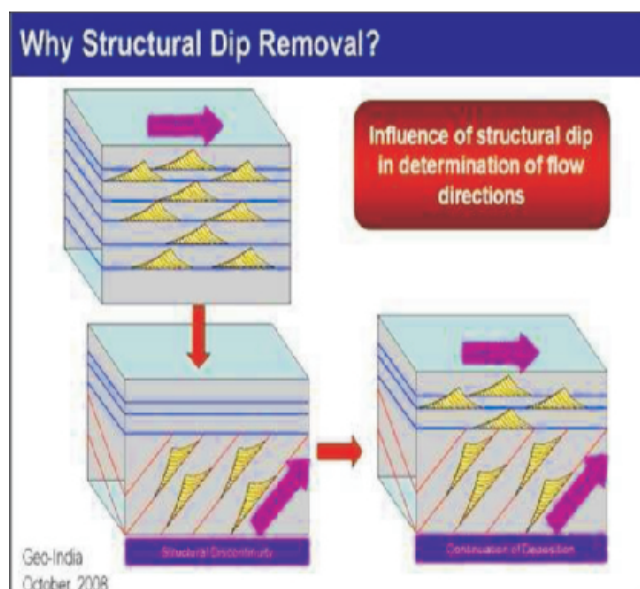 Why Structural Dip Removal?
Influence of structural dip
in determination of flow
directions
Structural Discontinuity
Continuation of Deposition
Geo-India
October, 2008